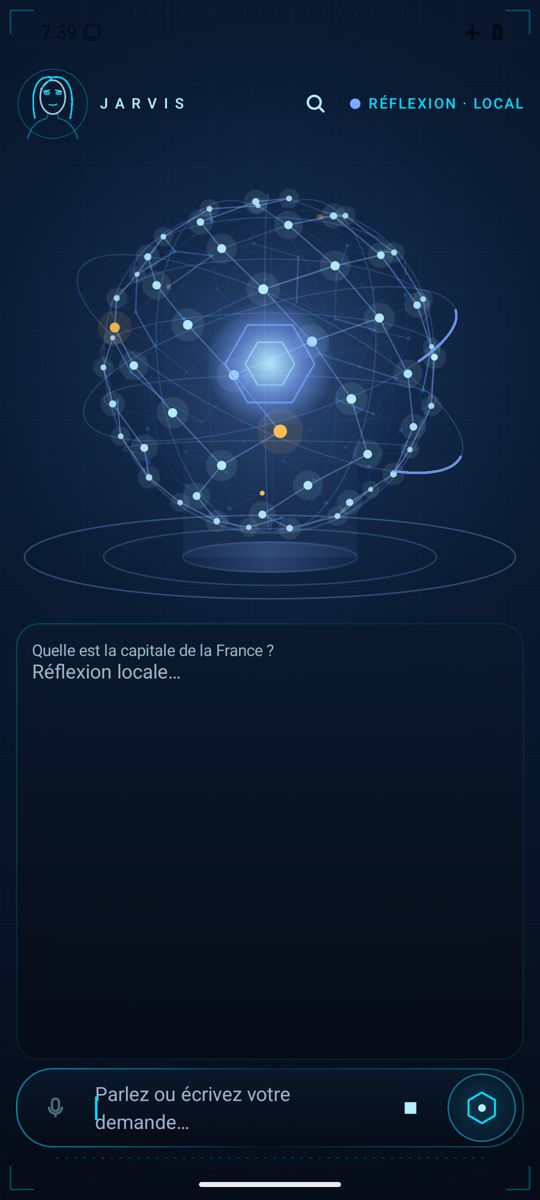 7:39
JARVIS
RÉFLEXION · LOCAL
Quelle est la capitale de la France ?
Réflexion locale…
Parlez ou écrivez votre
demande…